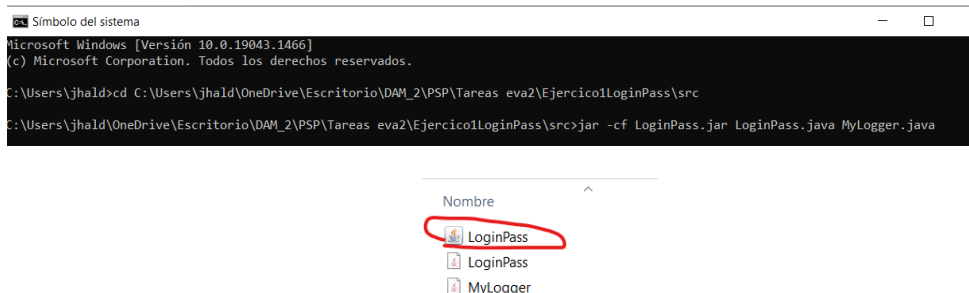 Símbolo del sistema
Microsoft Windows [Versión 10.0.19043.1466]
(c) Microsoft Corporation. Todos los derechos reservados.
C:\Users\jhald>cd C:\Users\jhald\OneDrive\Escritorio\DAM_2\PSP\Tareas eva2\Ejercico1LoginPass\src
C:\Users\jhald\OneDrive\Escritorio\DAM_2\PSP\Tareas eva2\Ejercico1LoginPass\src>jar -cf LoginPass.jar LoginPass.java MyLogger.java
Nombre
LoginPass
LoginPass
MyLogger